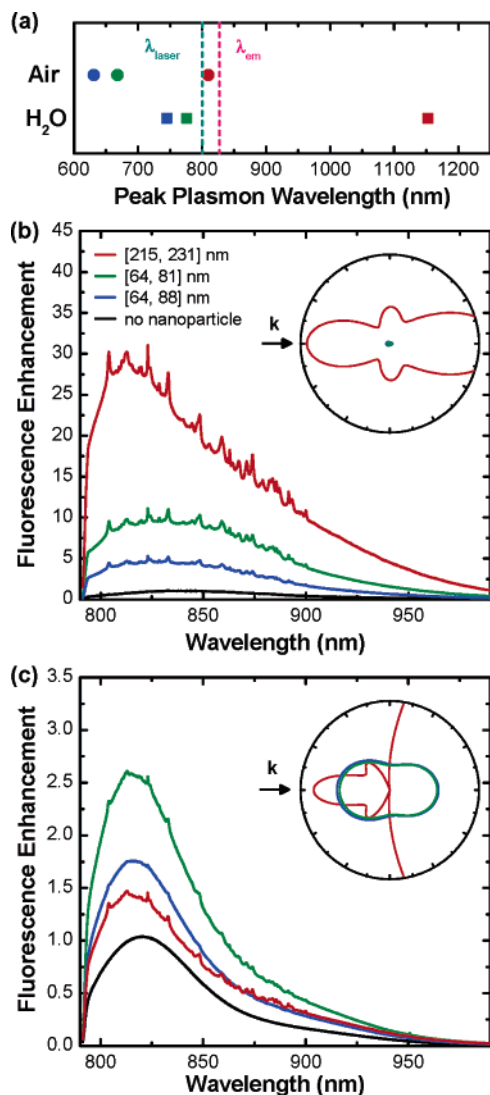 (a)
λlaser λem
Air
H2O
600 700 800 900 1000 1100 1200
Peak Plasmon Wavelength (nm)
(b)
45
40
35
30
25
20
15
10
5
0
Fluorescence Enhancement
[215, 231] nm
[64, 81] nm
[64, 88] nm
no nanoparticle
k
800 850 900 950
Wavelength (nm)
(c)
3.5
3.0
2.5
2.0
1.5
1.0
0.5
0.0
Fluorescence Enhancement
k
800 850 900 950
Wavelength (nm)